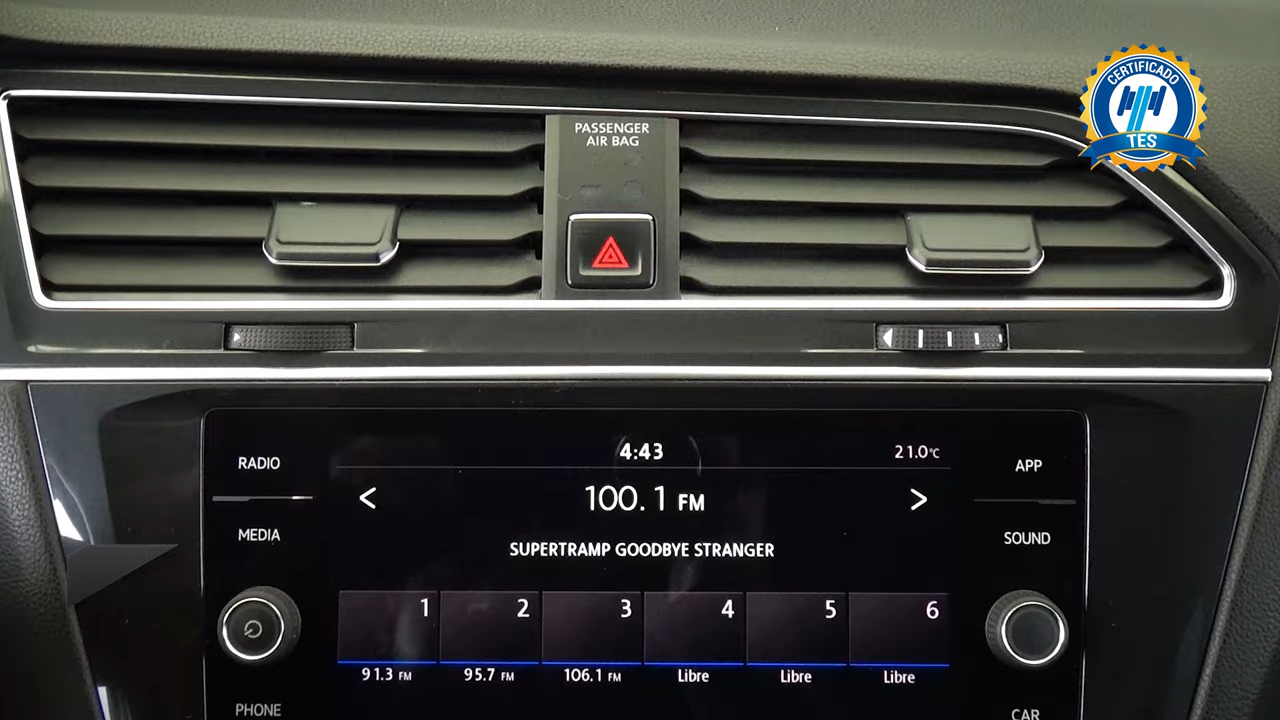 CERTIFICADO
TES
PASSENGER
AIR BAG
4:43
21.0°C
RADIO
APP
< 100.1 FM >
MEDIA
SOUND
SUPERTRAMP GOODBYE STRANGER
1 2 3 4 5 6
91.3 FM 95.7 FM 106.1 FM Libre Libre Libre
PHONE
CAR